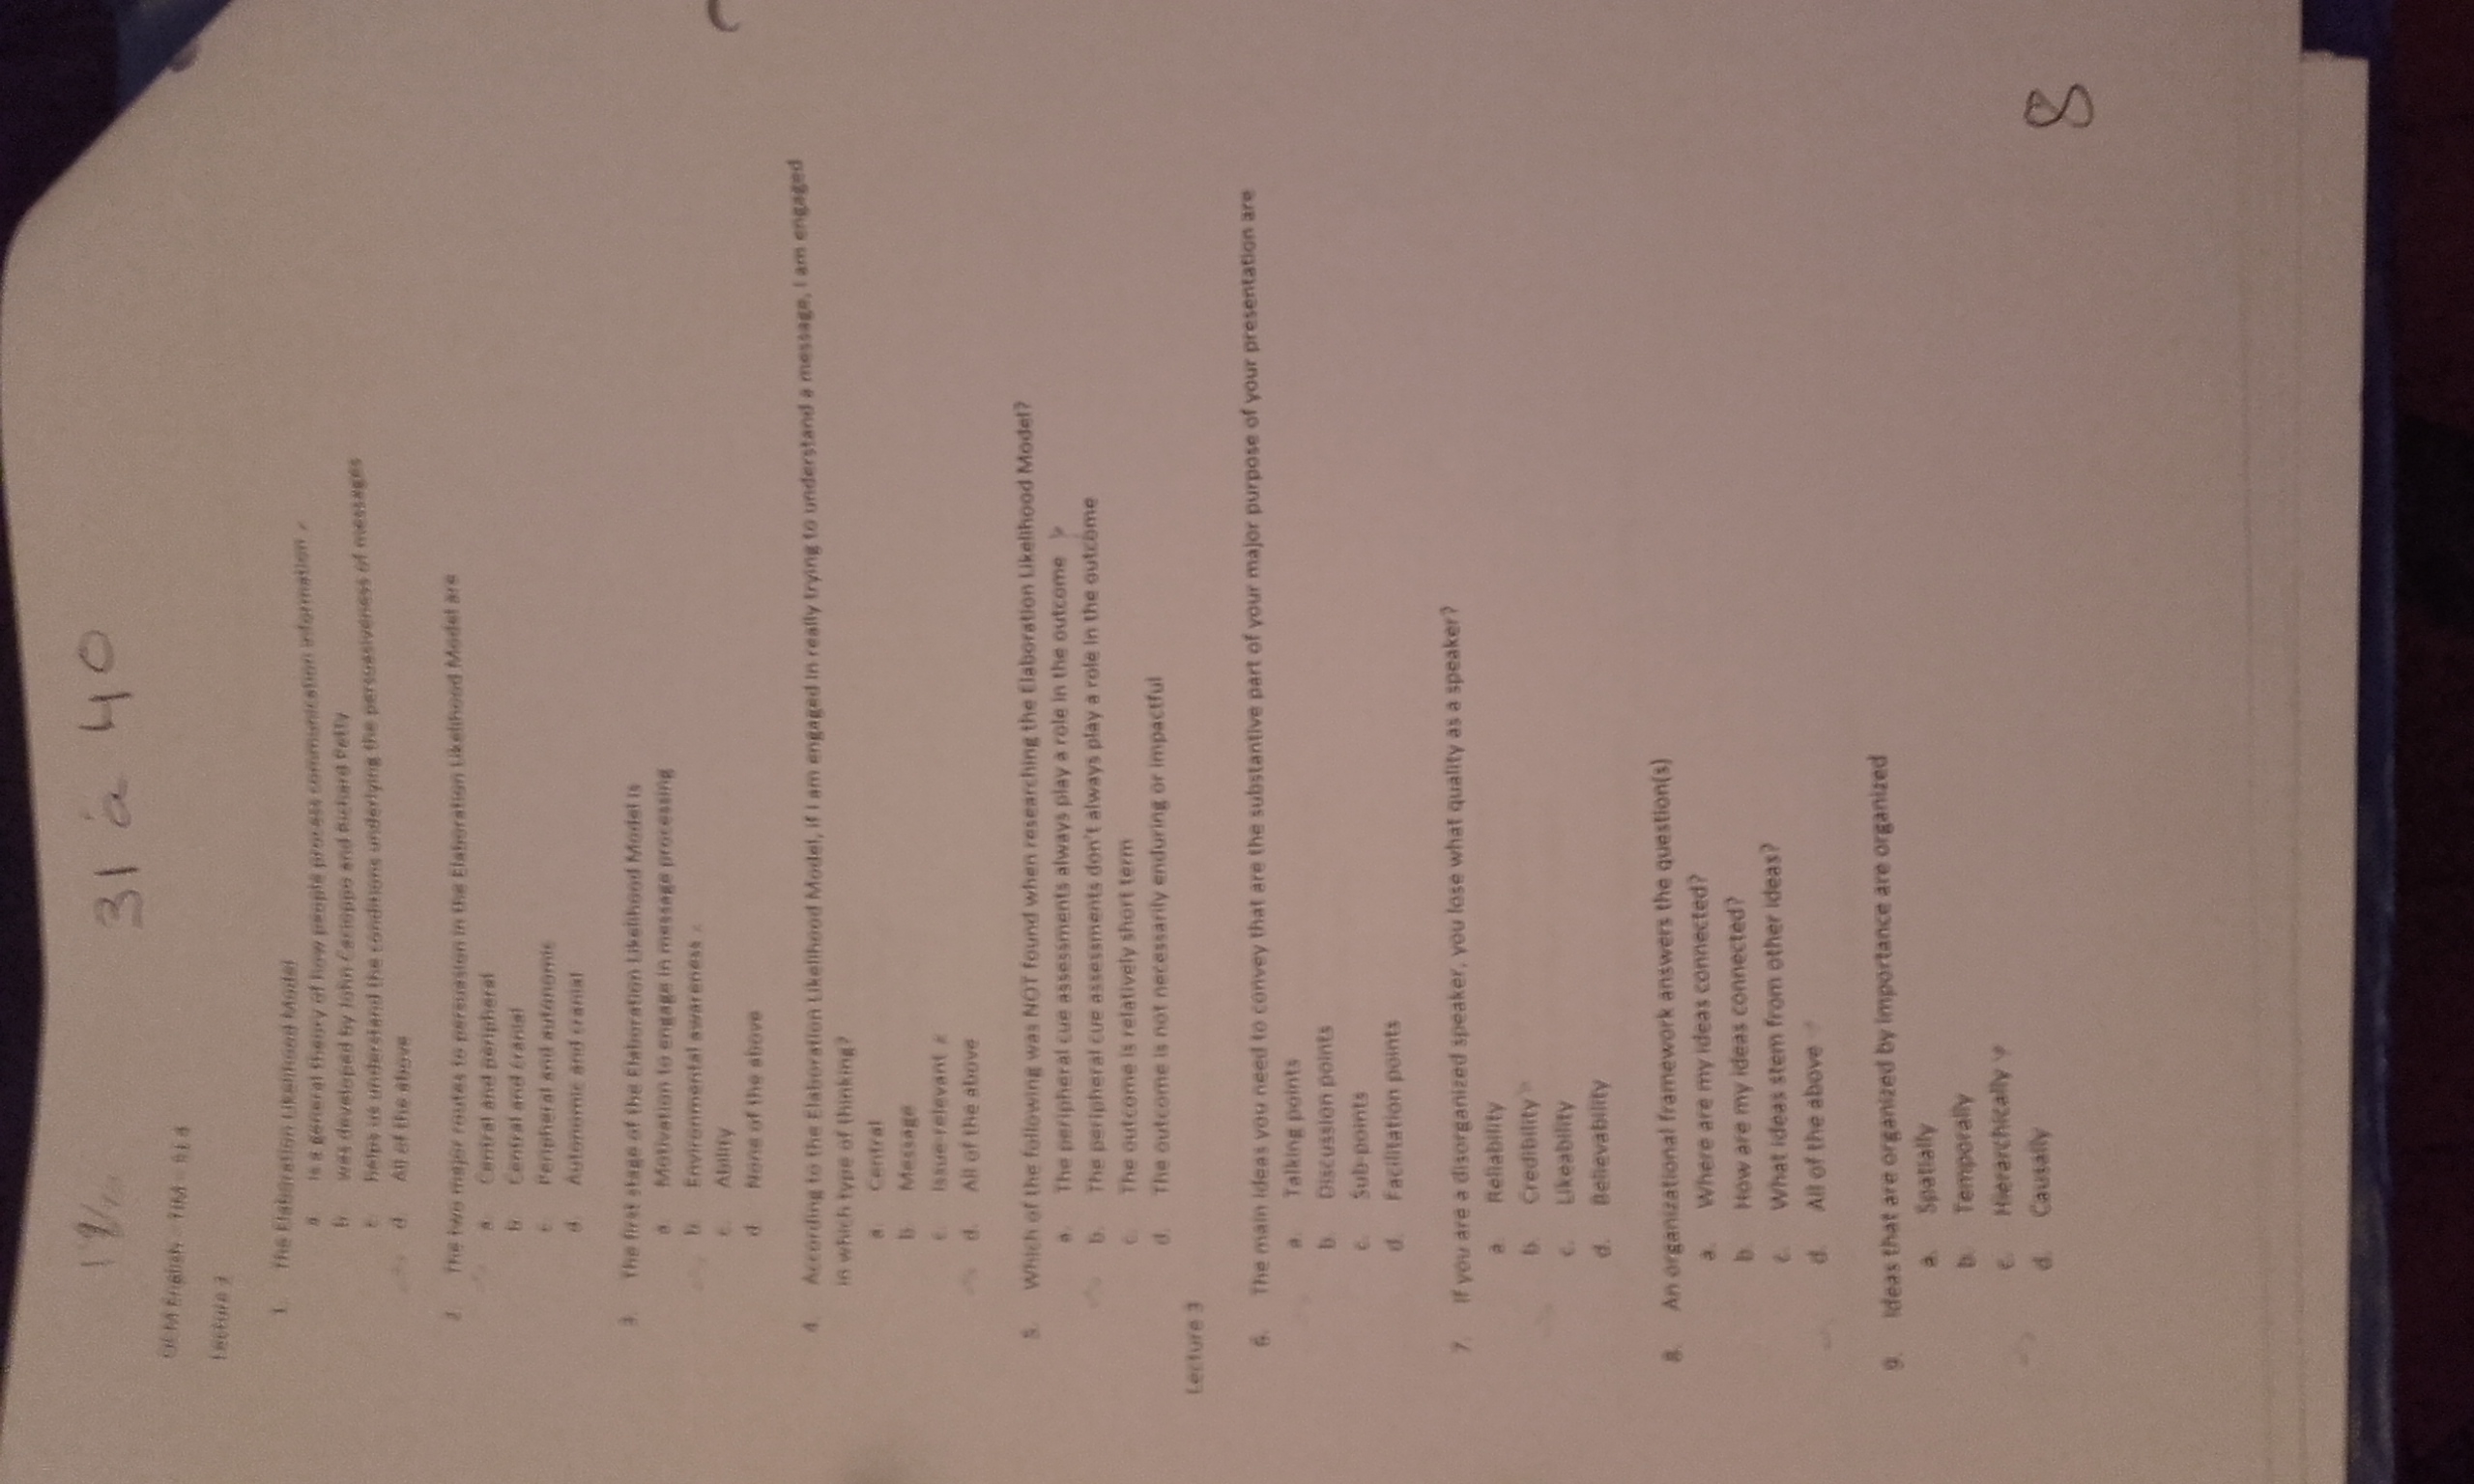 31 à 40
QCM English - TIM -
Lecture 2
1. The Elaboration Likelihood Model
a. is a general theory of how people process communication information
b. was developed by John Cacioppo and Richard Petty
c. helps us understand the conditions underlying the persuasiveness of messages
d. All of the above
2. The two major routes to persuasion in the Elaboration Likelihood Model are
a. Central and peripheral
b. Central and cranial
c. Peripheral and autonomic
d. Autonomic and cranial
3. The first stage of the Elaboration Likelihood Model is
a. Motivation to engage in message processing
b. Environmental awareness
c. Ability
d. None of the above
4. According to the Elaboration Likelihood Model, if I am engaged in really trying to understand a message, I am engaged
in which type of thinking?
a. Central
b. Message
c. Issue-relevant
d. All of the above
5. Which of the following was NOT found when researching the Elaboration Likelihood Model?
a. The peripheral cue assessments always play a role in the outcome
b. The peripheral cue assessments don't always play a role in the outcome
c. The outcome is relatively short term
d. The outcome is not necessarily enduring or impactful
Lecture 3
6. The main ideas you need to convey that are the substantive part of your major purpose of your presentation are
a. Talking points
b. Discussion points
c. Sub-points
d. Facilitation points
7. If you are a disorganized speaker, you lose what quality as a speaker?
a. Reliability
b. Credibility
c. Likeability
d. Believability
8. An organizational framework answers the question(s)
a. Where are my ideas connected?
b. How are my ideas connected?
c. What ideas stem from other ideas?
d. All of the above
9. Ideas that are organized by importance are organized
a. Spatially
b. Temporally
c. Hierarchically
d. Causally
8